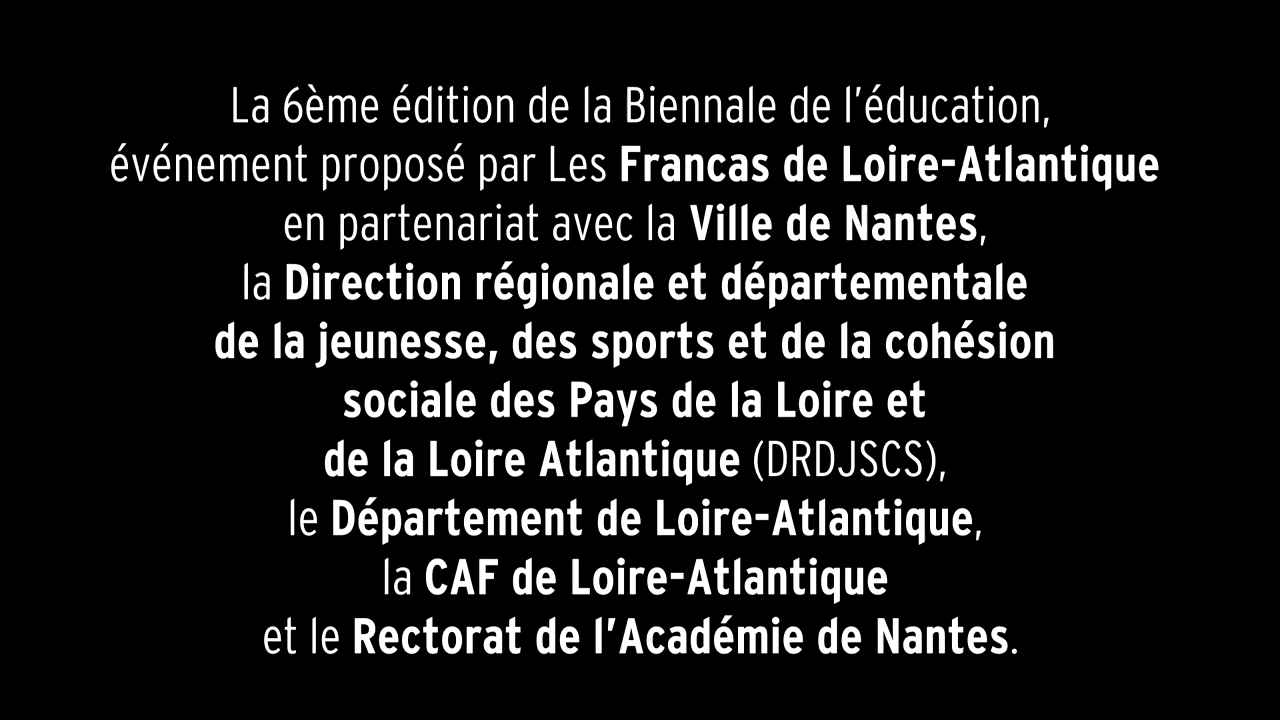 La 6ème édition de la Biennale de l'éducation,
événement proposé par Les Francas de Loire-Atlantique
en partenariat avec la Ville de Nantes,
la Direction régionale et départementale
de la jeunesse, des sports et de la cohésion
sociale des Pays de la Loire et
de la Loire Atlantique (DRDJSCS),
le Département de Loire-Atlantique,
la CAF de Loire-Atlantique
et le Rectorat de l'Académie de Nantes.